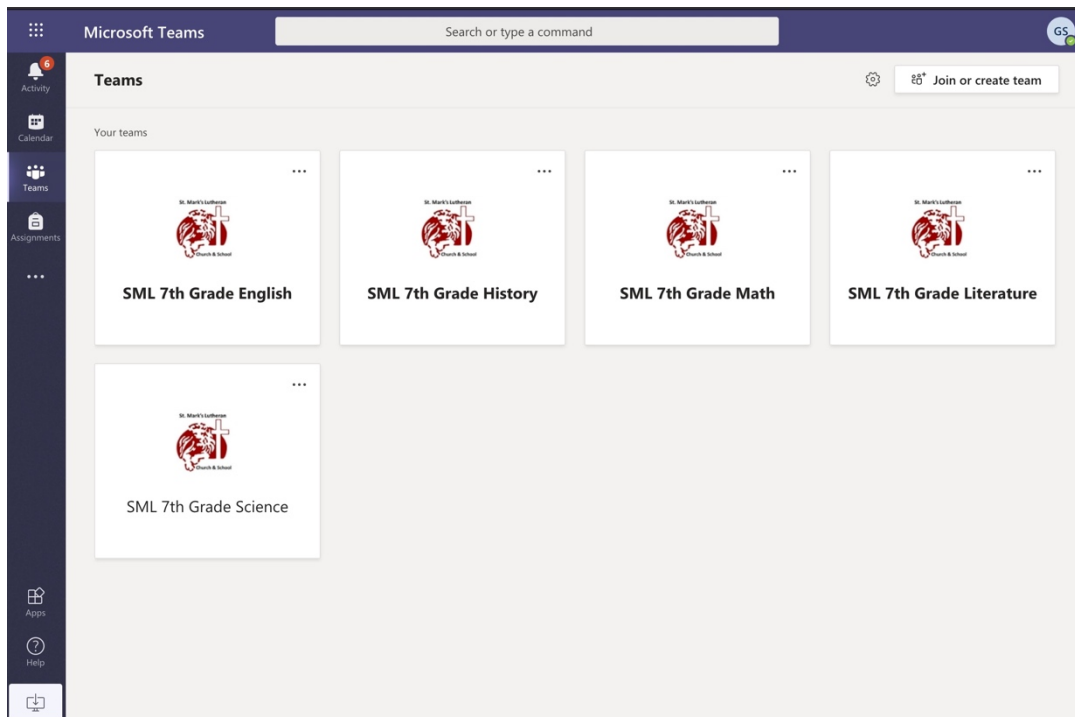 Microsoft Teams
Search or type a command
GS
6
Activity
Calendar
Teams
Assignments
Apps
Help
Teams
Join or create team
Your teams
St. Mark's Lutheran
Church & School
SML 7th Grade English
St. Mark's Lutheran
Church & School
SML 7th Grade History
St. Mark's Lutheran
Church & School
SML 7th Grade Math
St. Mark's Lutheran
Church & School
SML 7th Grade Literature
St. Mark's Lutheran
Church & School
SML 7th Grade Science